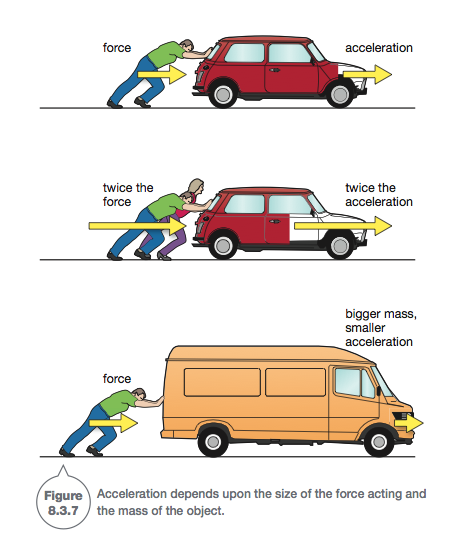 force
acceleration
twice the
force
twice the
acceleration
bigger mass,
smaller
acceleration
force
Figure
8.3.7
Acceleration depends upon the size of the force acting and
the mass of the object.